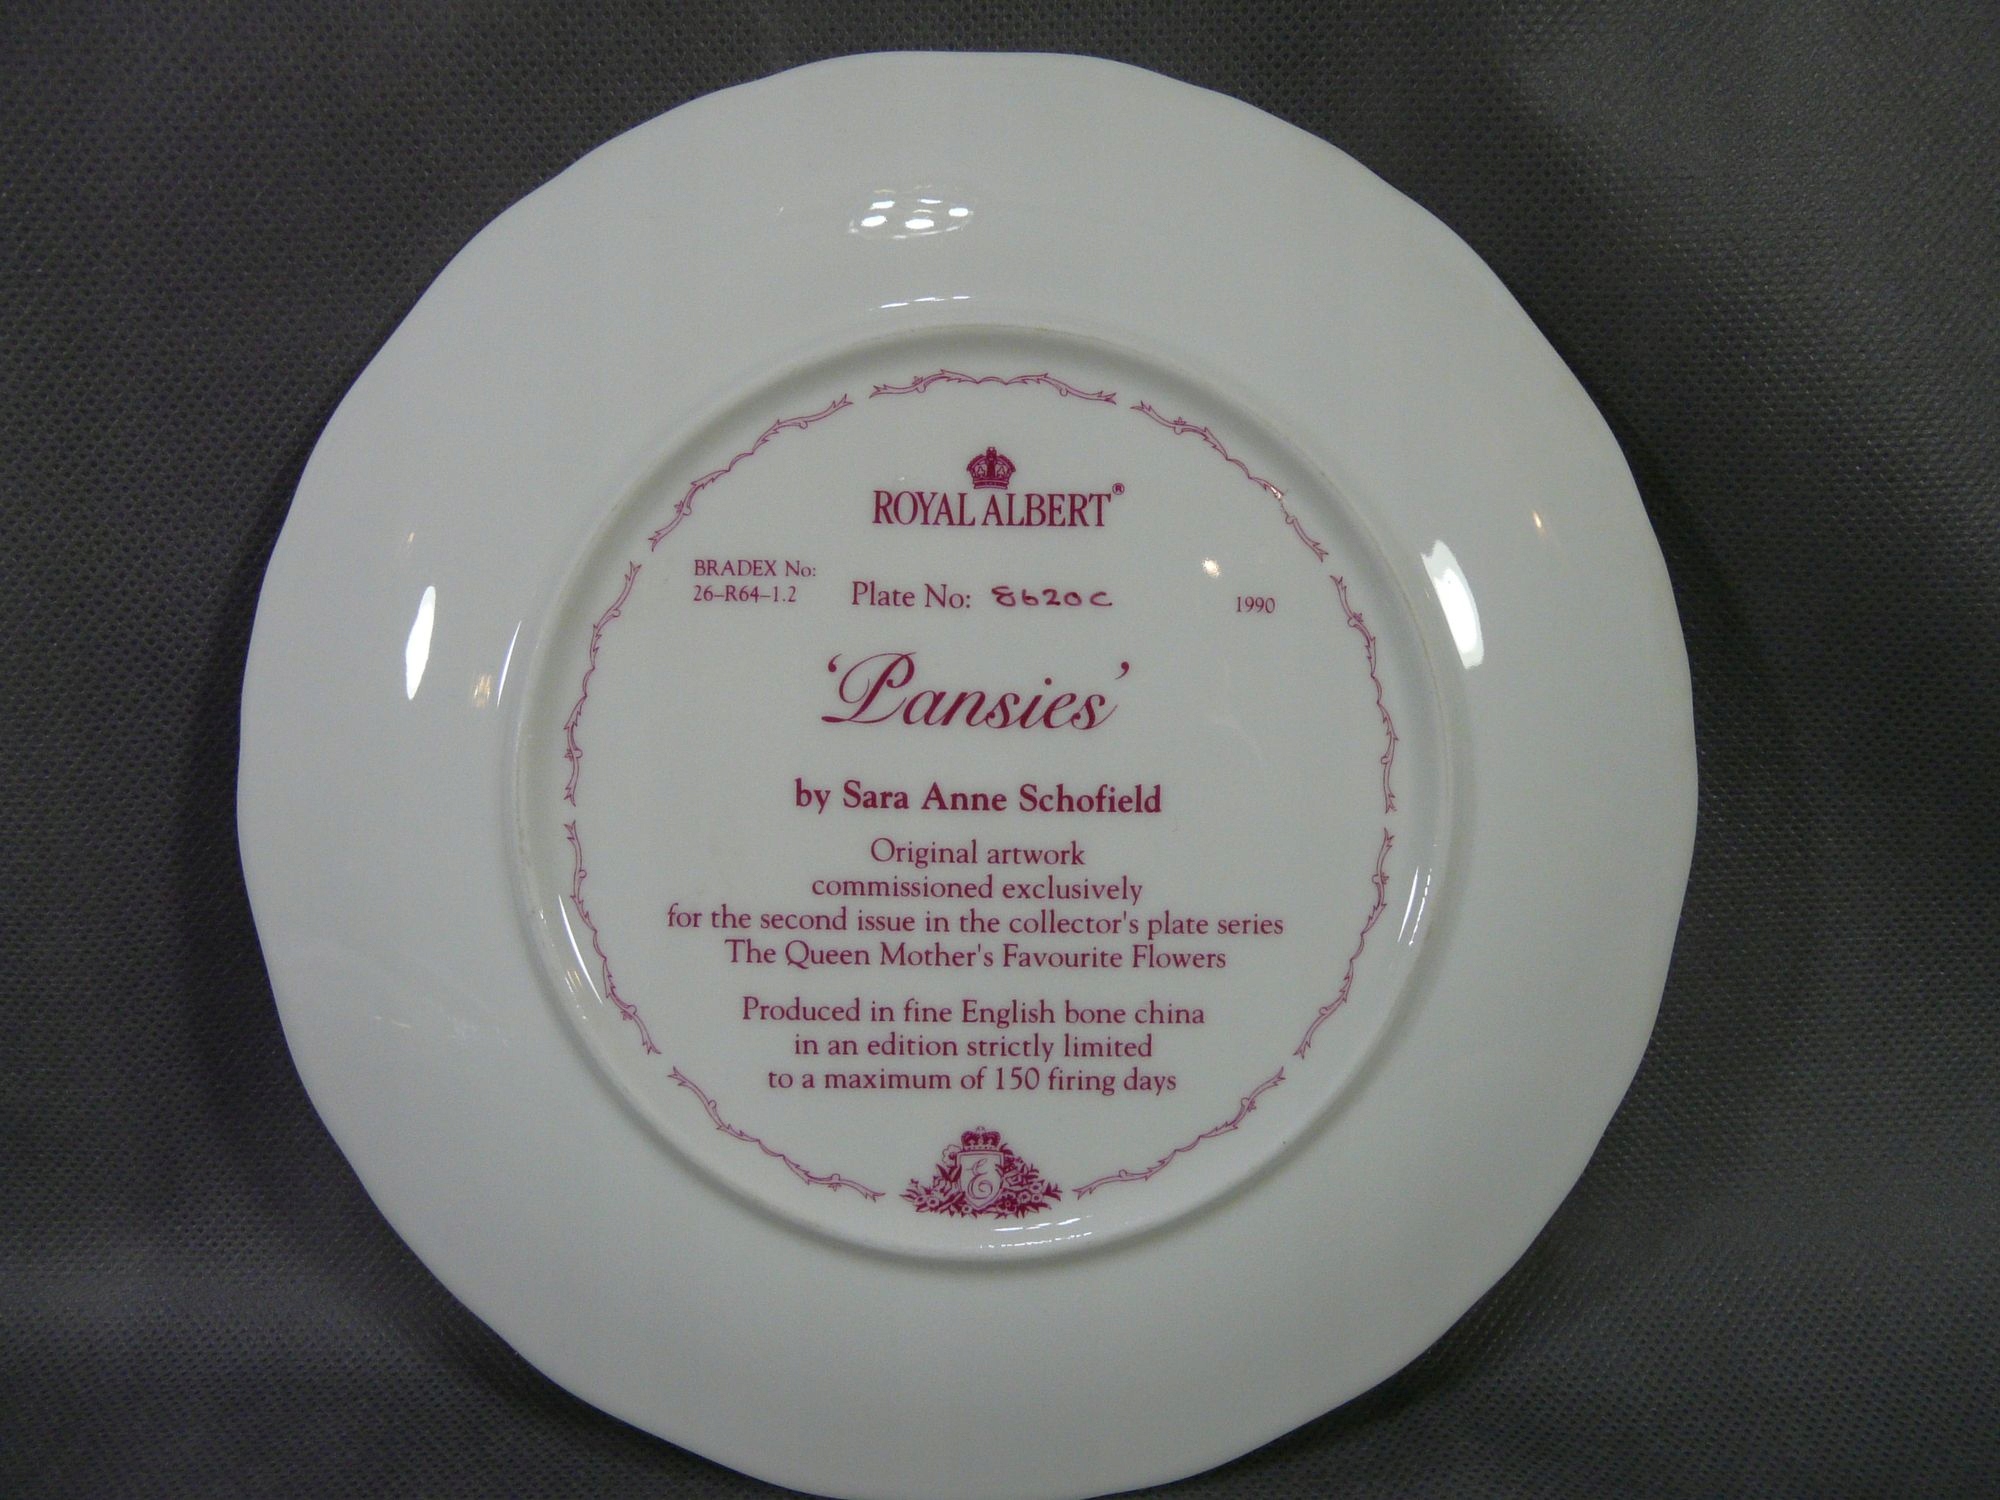 ROYAL ALBERT®
BRADEX No:
26–R64–1.2
Plate No: 8620C
1990
'Pansies'
by Sara Anne Schofield
Original artwork
commissioned exclusively
for the second issue in the collector's plate series
The Queen Mother's Favourite Flowers
Produced in fine English bone china
in an edition strictly limited
to a maximum of 150 firing days
E